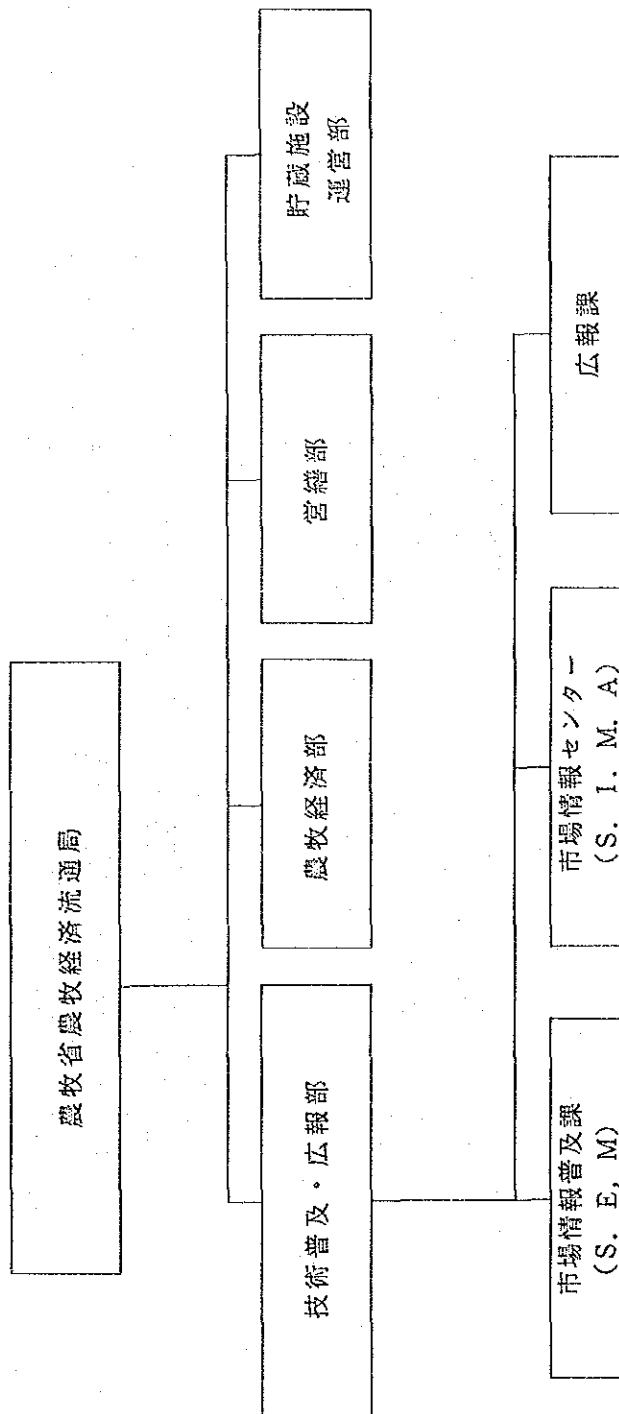 農牧省農牧経済流通局
技術普及・広報部
農牧経済部
営繕部
貯蔵施設
運営部
市場情報普及課
(S. E, M)
市場情報センター
(S. I. M. A)
広報課